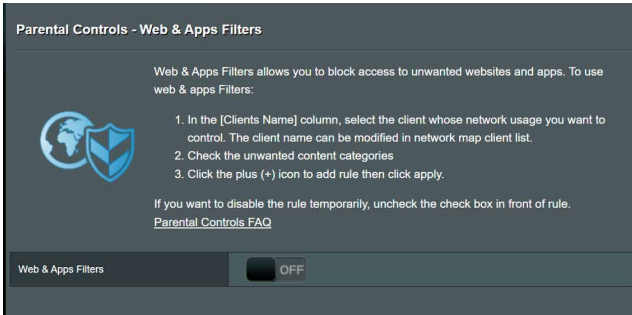 Parental Controls - Web & Apps Filters
Web & Apps Filters allows you to block access to unwanted websites and apps. To use
web & apps Filters:
1. In the [Clients Name] column, select the client whose network usage you want to
control. The client name can be modified in network map client list.
2. Check the unwanted content categories
3. Click the plus (+) icon to add rule then click apply.
If you want to disable the rule temporarily, uncheck the check box in front of rule.
Parental Controls FAQ
Web & Apps Filters
OFF